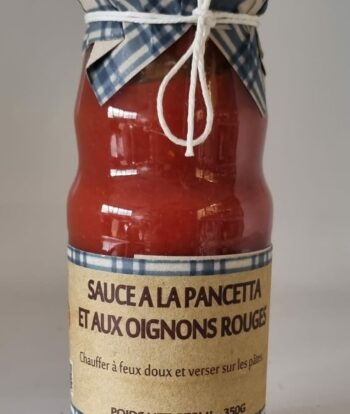 SAUCE A LA PANCETTA
ET AUX OIGNONS ROUGES
Chauffer à feux doux et verser sur les pâtes
350G